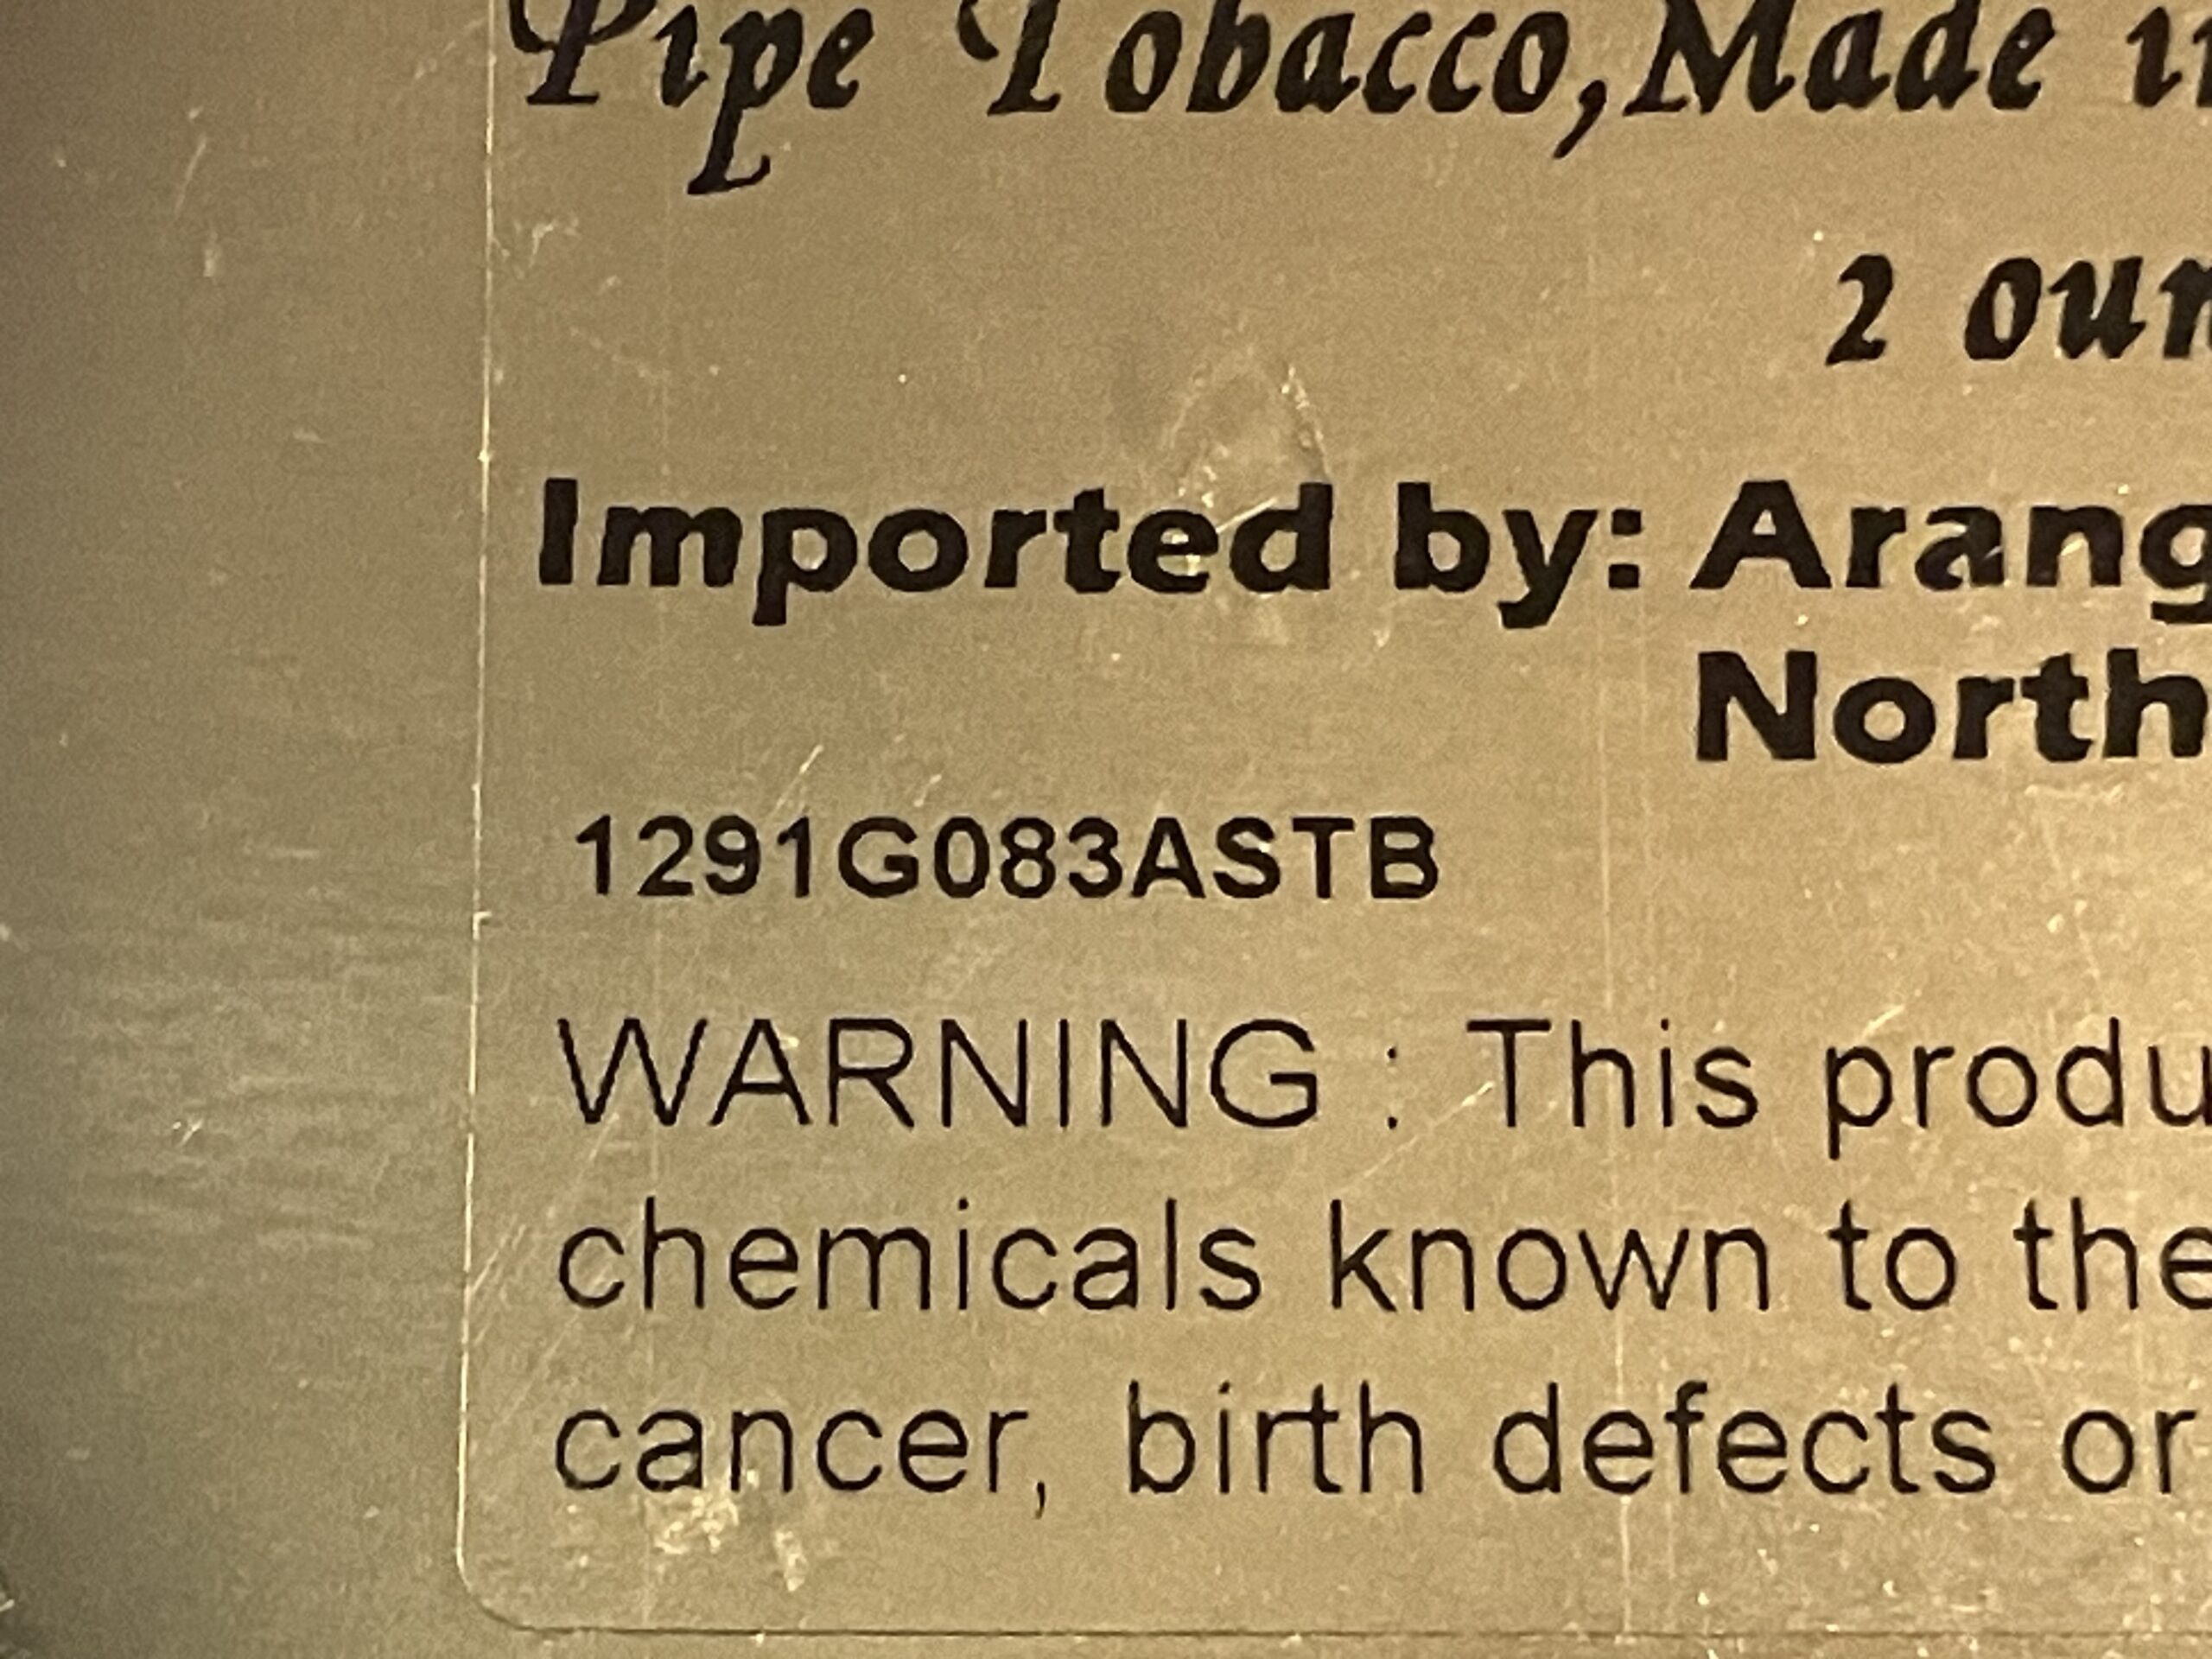 Pipe Tobacco,Made i
2 oun
Imported by: Arang
North
1291G083ASTB
WARNING : This produ
chemicals known to the
cancer, birth defects or